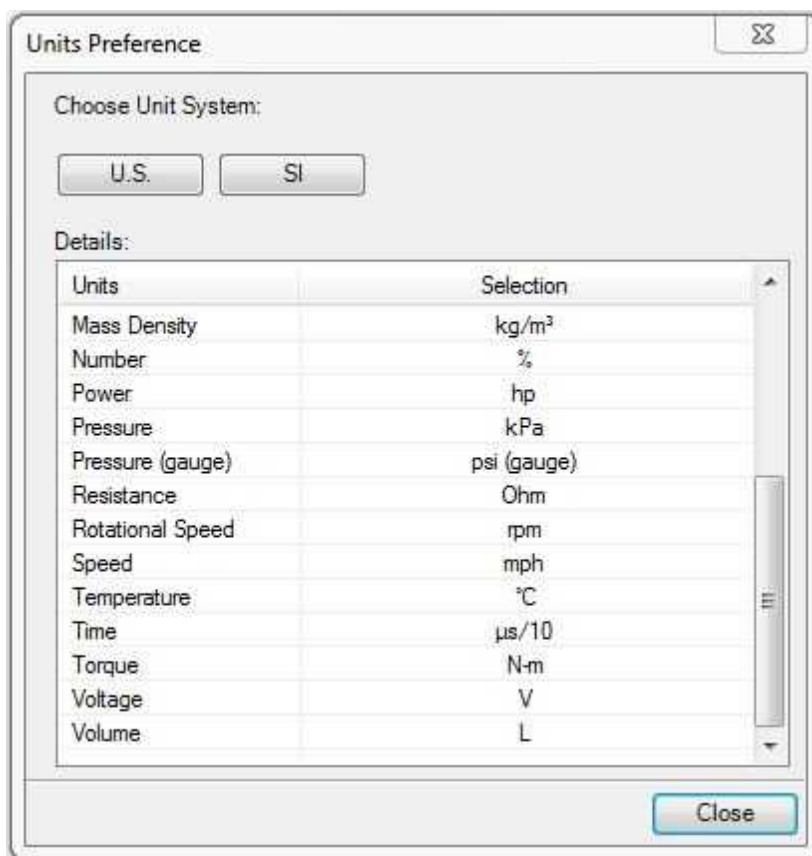 Units Preference
Choose Unit System:
U.S. SI
Details:
Units Selection
Mass Density kg/m³
Number %
Power hp
Pressure kPa
Pressure (gauge) psi (gauge)
Resistance Ohm
Rotational Speed rpm
Speed mph
Temperature °C
Time µs/10
Torque N-m
Voltage V
Volume L
Close